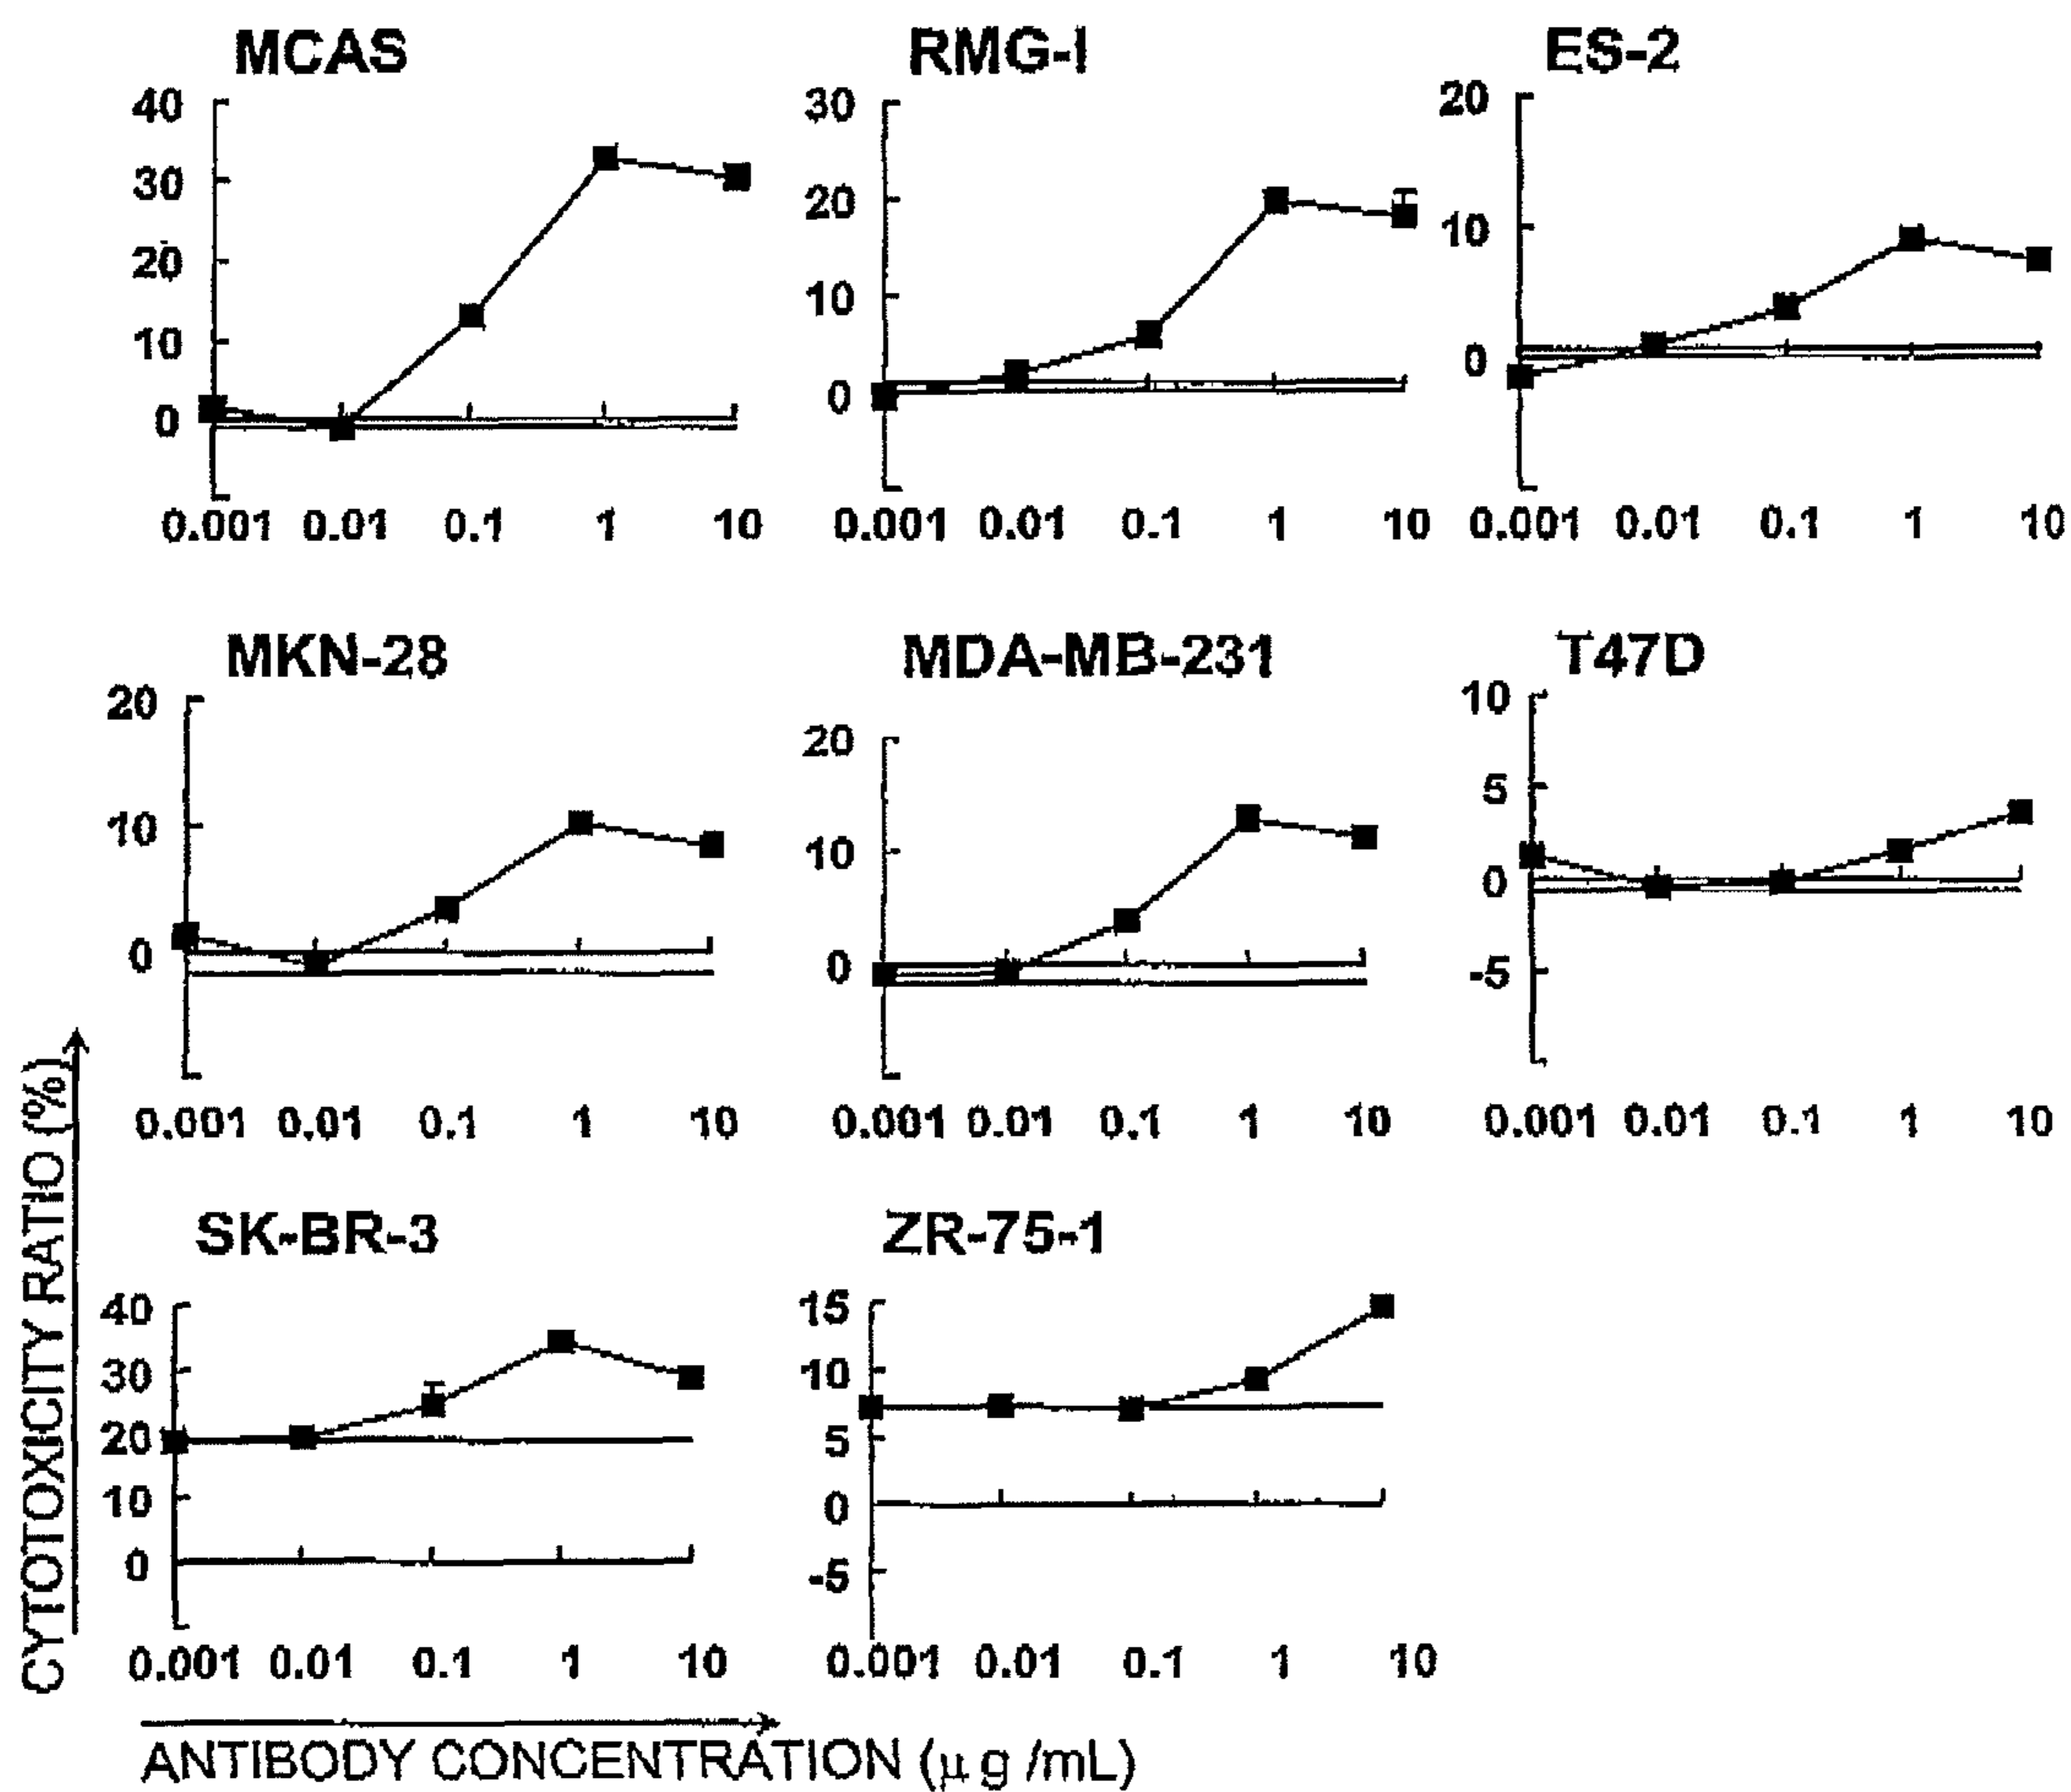 MCAS RMG-I ES-2
40 30 20
30 20 10
20 10 0
10 0
0
0.001 0.01 0.1 1 10 0.001 0.01 0.1 1 10 0.001 0.01 0.1 1 10
MKN-28 MDA-MB-231 T47D
20 20 10
10 10 5
0 0 0
-5
0.001 0.01 0.1 1 10 0.001 0.01 0.1 1 10 0.001 0.01 0.1 1 10
SK-BR-3 ZR-75-1
40 15
30 10
20 5
10 0
0 -5
0.001 0.01 0.1 1 10 0.001 0.01 0.1 1 10
CYTOTOXICITY RATIO (%)
ANTIBODY CONCENTRATION (μg /mL)